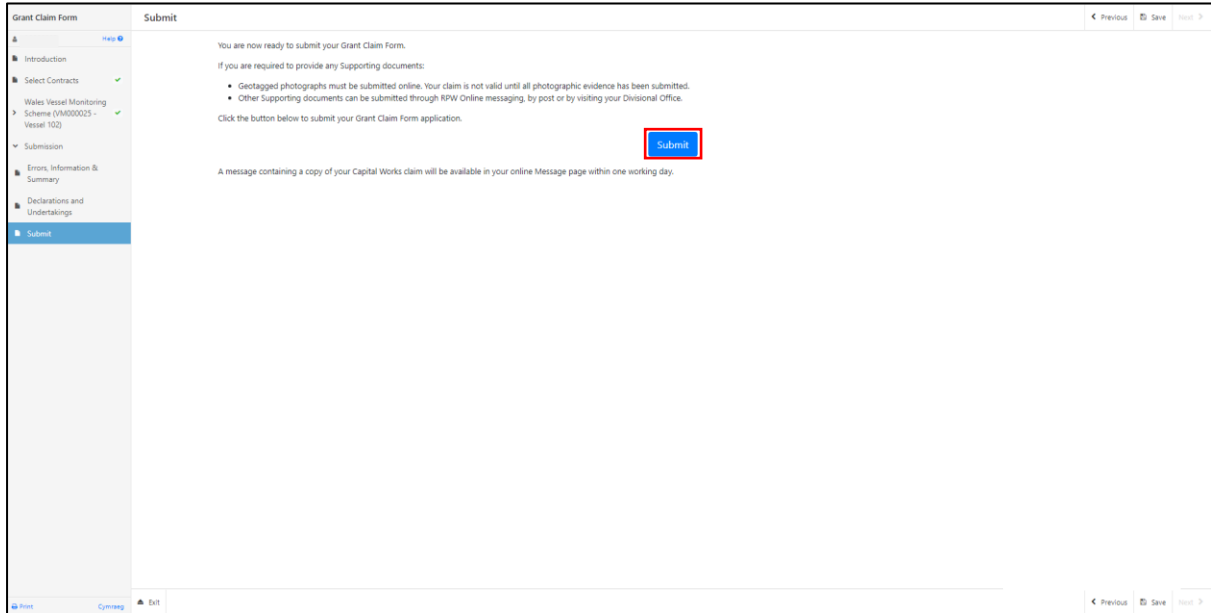 Grant Claim Form
Submit
Previous
Save
Next
Help
Introduction
Select Contracts
Wales Vessel Monitoring
Scheme (VM000025 -
Vessel 102)
Submission
Errors, Information &
Summary
Declarations and
Undertakings
Submit
You are now ready to submit your Grant Claim Form.
If you are required to provide any Supporting documents:
Geotagged photographs must be submitted online. Your claim is not valid until all photographic evidence has been submitted.
Other Supporting documents can be submitted through RPW Online messaging, by post or by visiting your Divisional Office.
Click the button below to submit your Grant Claim Form application.
Submit
A message containing a copy of your Capital Works claim will be available in your online Message page within one working day.
Print
Cymraeg
Exit
Previous
Save
Next